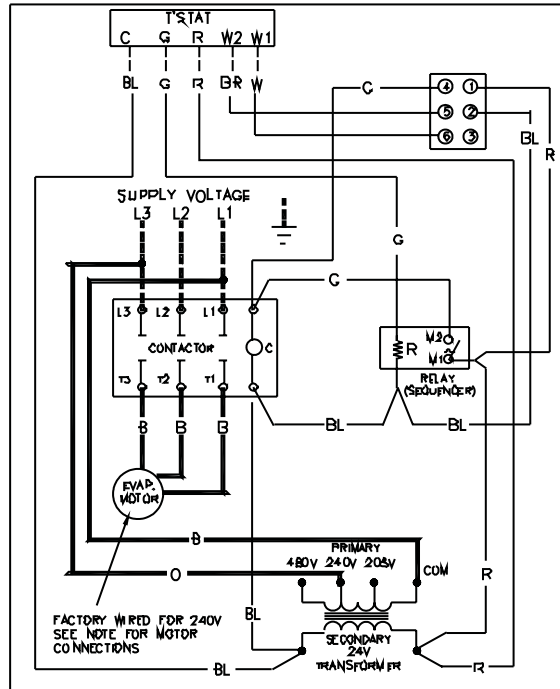 T'STAT
C G R W2 W1
BL G R BR W
G
4 1
5 2
6 3
BL
R
SUPPLY VOLTAGE
L3 L2 L1
G
G
L3 L2 L1
CONTACTOR
C
T3 T2 T1
M2
R
M1
RELAY
(SEQUENCER)
B B B
BL
BL
EVAP.
MOTOR
B
PRIMARY
480V 240V 208V
COM
O
R
BL
FACTORY WIRED FOR 240V
SEE NOTE FOR MOTOR
CONNECTIONS
SECONDARY
24V
TRANSFORMER
BL
R